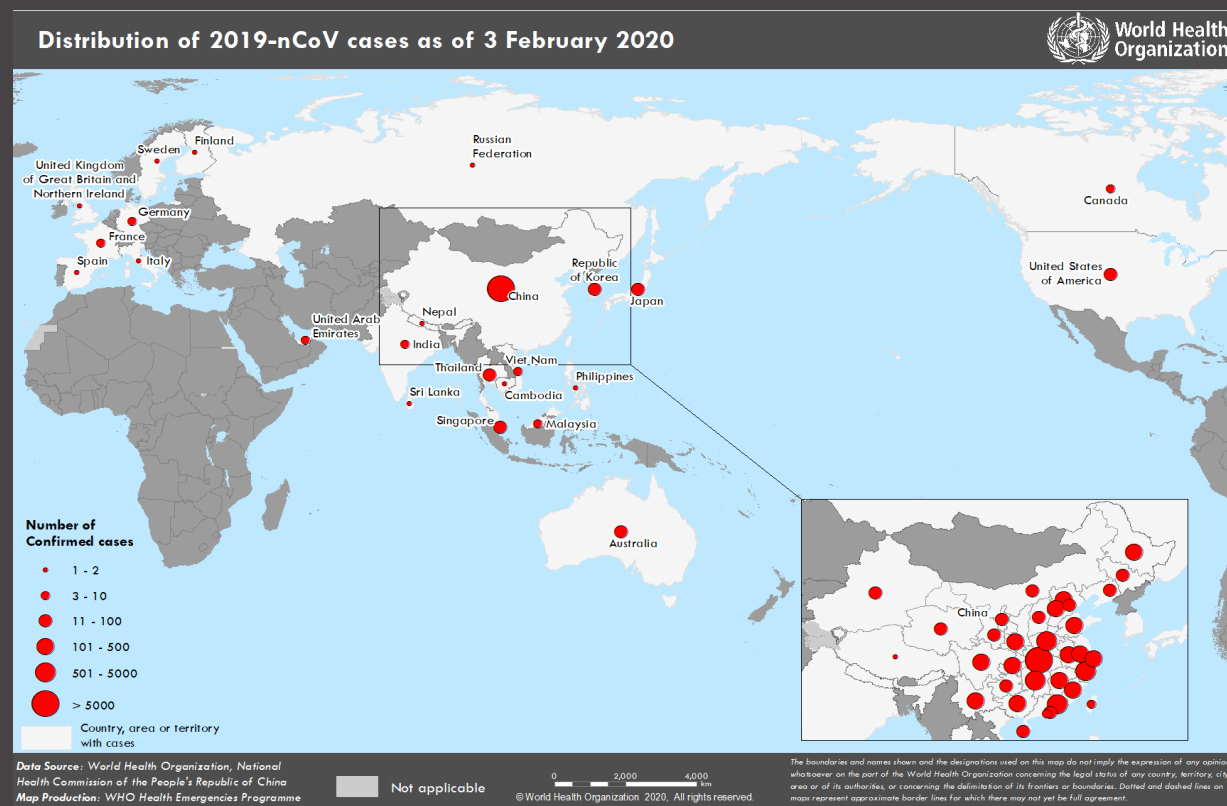 Distribution of 2019-nCoV cases as of 3 February 2020
World Health
Organization
Russian
Federation
Finland
Sweden
United Kingdom
of Great Britain and
Northern Ireland
Germany
France
Spain
Italy
Canada
United States
of America
Republic
of Korea
China
Japan
Nepal
United Arab
Emirates
India
Thailand
Viet Nam
Philippines
Cambodia
Sri Lanka
Singapore
Malaysia
Australia
China
Number of
Confirmed cases
1 - 2
3 - 10
11 - 100
101 - 500
501 - 5000
> 5000
Country, area or territory
with cases
Data Source: World Health Organization, National
Health Commission of the People's Republic of China
Map Production: WHO Health Emergencies Programme
Not applicable
0 2,000 4,000
km
© World Health Organization 2020, All rights reserved.
The boundaries and names shown and the designations used on this map do not imply the expression of any opinion
whatsoever on the part of the World Health Organization concerning the legal status of any country, territory, city
area or of its authorities, or concerning the delimitation of its frontiers or boundaries. Dotted and dashed lines on
maps represent approximate border lines for which there may not yet be full agreement.